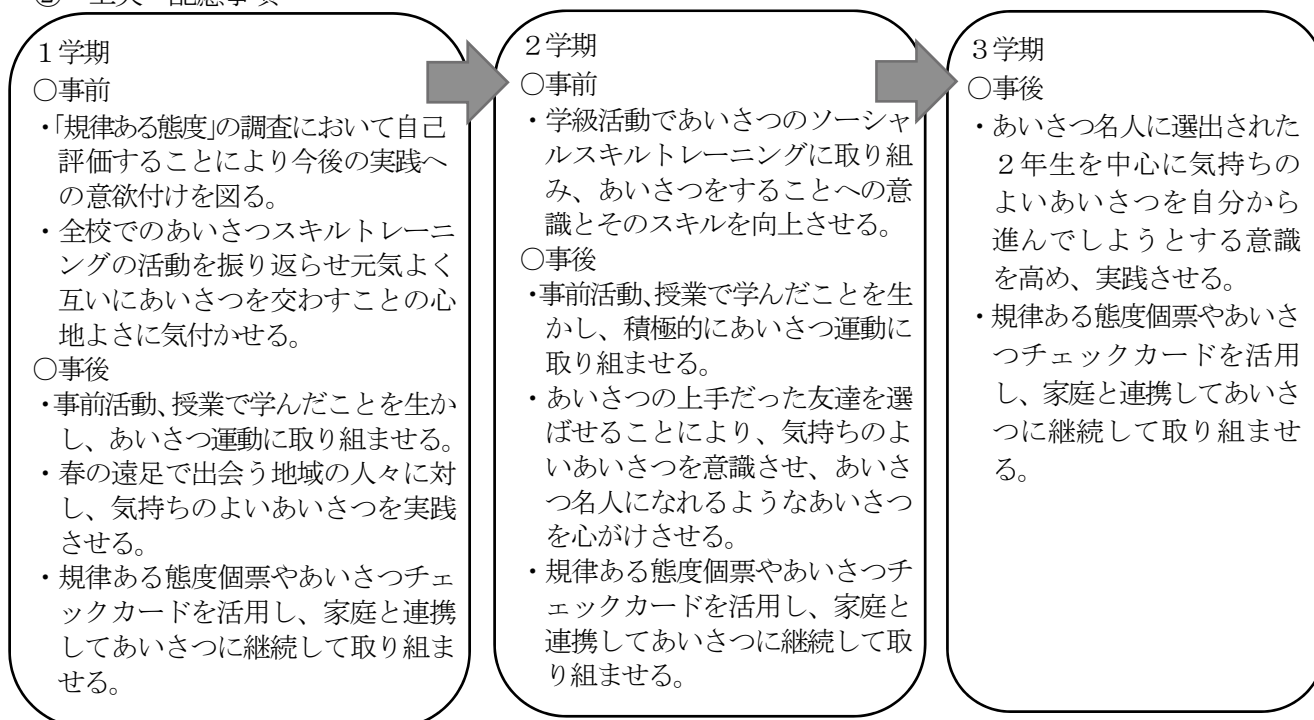 １学期
○事前
・「規律ある態度」の調査において自己
評価することにより今後の実践へ
の意欲付けを図る。
・全校でのあいさつスキルトレーニ
ングの活動を振り返らせ元気よく
互いにあいさつを交わすことの心
地よさに気付かせる。
○事後
・事前活動、授業で学んだことを生か
し、あいさつ運動に取り組ませる。
・春の遠足で出会う地域の人々に対
し、気持ちのよいあいさつを実践
させる。
・規律ある態度個票やあいさつチェ
ックカードを活用し、家庭と連携
してあいさつに継続して取り組ま
せる。
２学期
○事前
・学級活動であいさつのソーシャ
ルスキルトレーニングに取り組
み、あいさつをすることへの意
識とそのスキルを向上させる。
○事後
・事前活動、授業で学んだことを生
かし、積極的にあいさつ運動に
取り組ませる。
・あいさつの上手だった友達を選
ばせることにより、気持ちのよ
いあいさつを意識させ、あいさ
つ名人になれるようなあいさつ
を心がけさせる。
・規律ある態度個票やあいさつチ
ェックカードを活用し、家庭と
連携してあいさつに継続して取
り組ませる。
３学期
○事後
・あいさつ名人に選出された
２年生を中心に気持ちの
よいあいさつを自分から
進んでしようとする意識
を高め、実践させる。
・規律ある態度個票やあいさ
つチェックカードを活用
し、家庭と連携してあいさ
つに継続して取り組ませ
る。